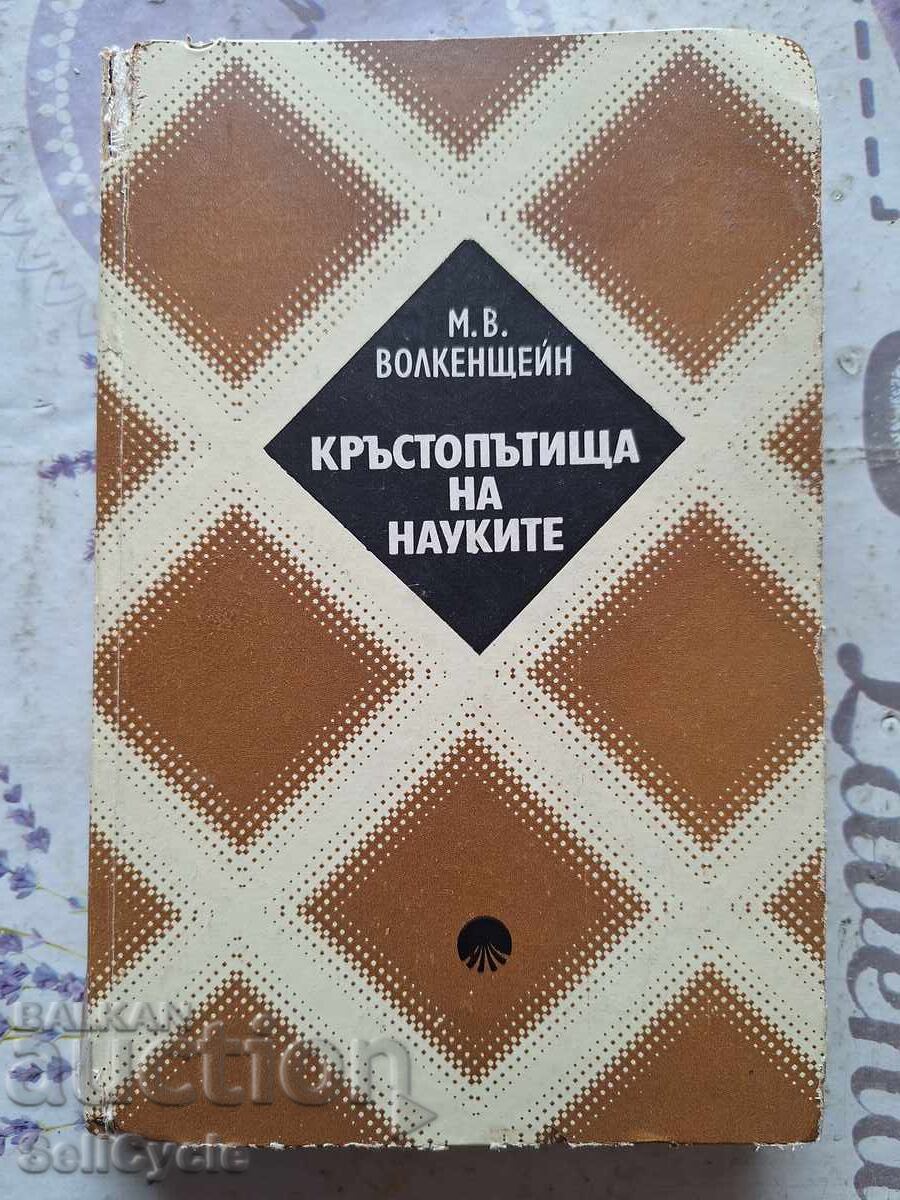 М.В.
ВОЛКЕНЩЕЙН
КРЪСТОПЪТИЩА
НА
НАУКИТЕ
BALKAN
auction
SellCycle